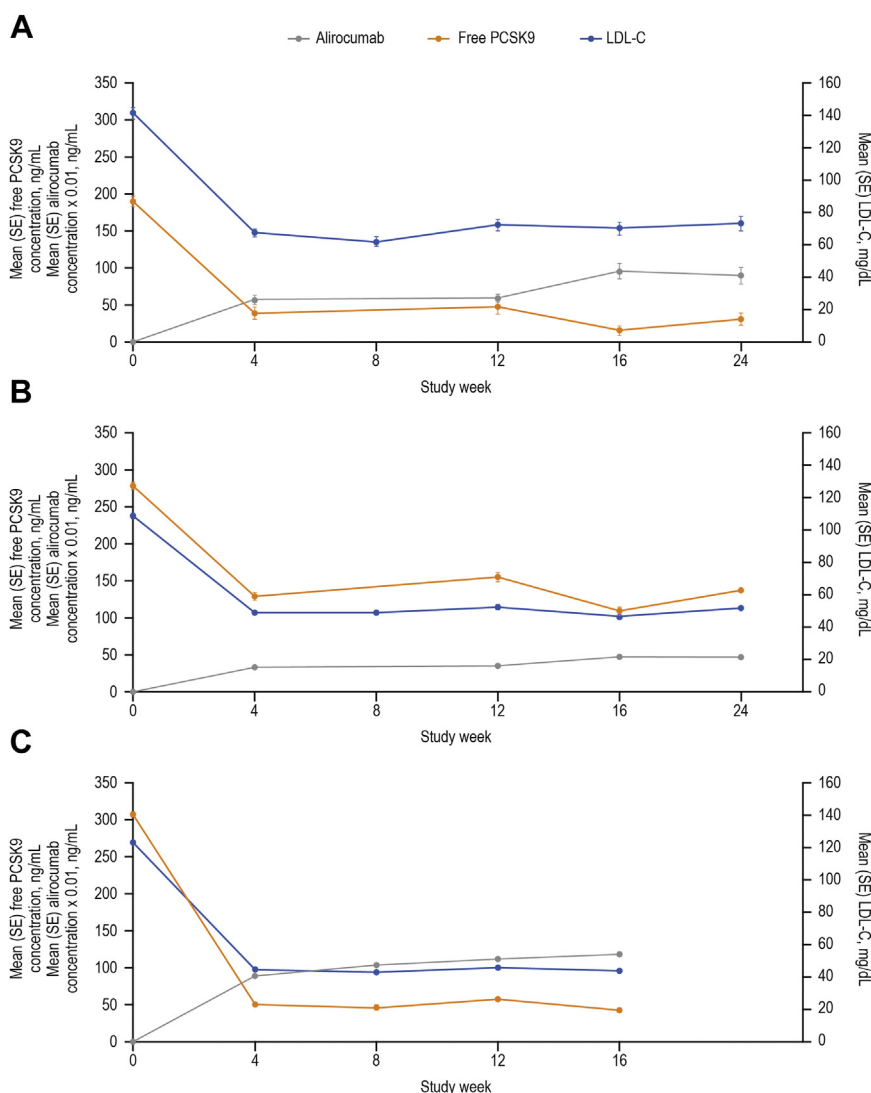 A
Alirocumab
Free PCSK9
LDL-C
Mean (SE) free PCSK9
concentration, ng/mL
Mean (SE) alirocumab
concentration x 0.01, ng/mL
350
300
250
200
150
100
50
0
160
140
120
100
80
60
40
20
0
Mean (SE) LDL-C, mg/dL
0 4 8 12 16 24
Study week
B
Mean (SE) free PCSK9
concentration, ng/mL
Mean (SE) alirocumab
concentration x 0.01, ng/mL
350
300
250
200
150
100
50
0
160
140
120
100
80
60
40
20
0
Mean (SE) LDL-C, mg/dL
0 4 8 12 16 24
Study week
C
Mean (SE) free PCSK9
concentration, ng/mL
Mean (SE) alirocumab
concentration x 0.01, ng/mL
350
300
250
200
150
100
50
0
160
140
120
100
80
60
40
20
0
Mean (SE) LDL-C, mg/dL
0 4 8 12 16
Study week